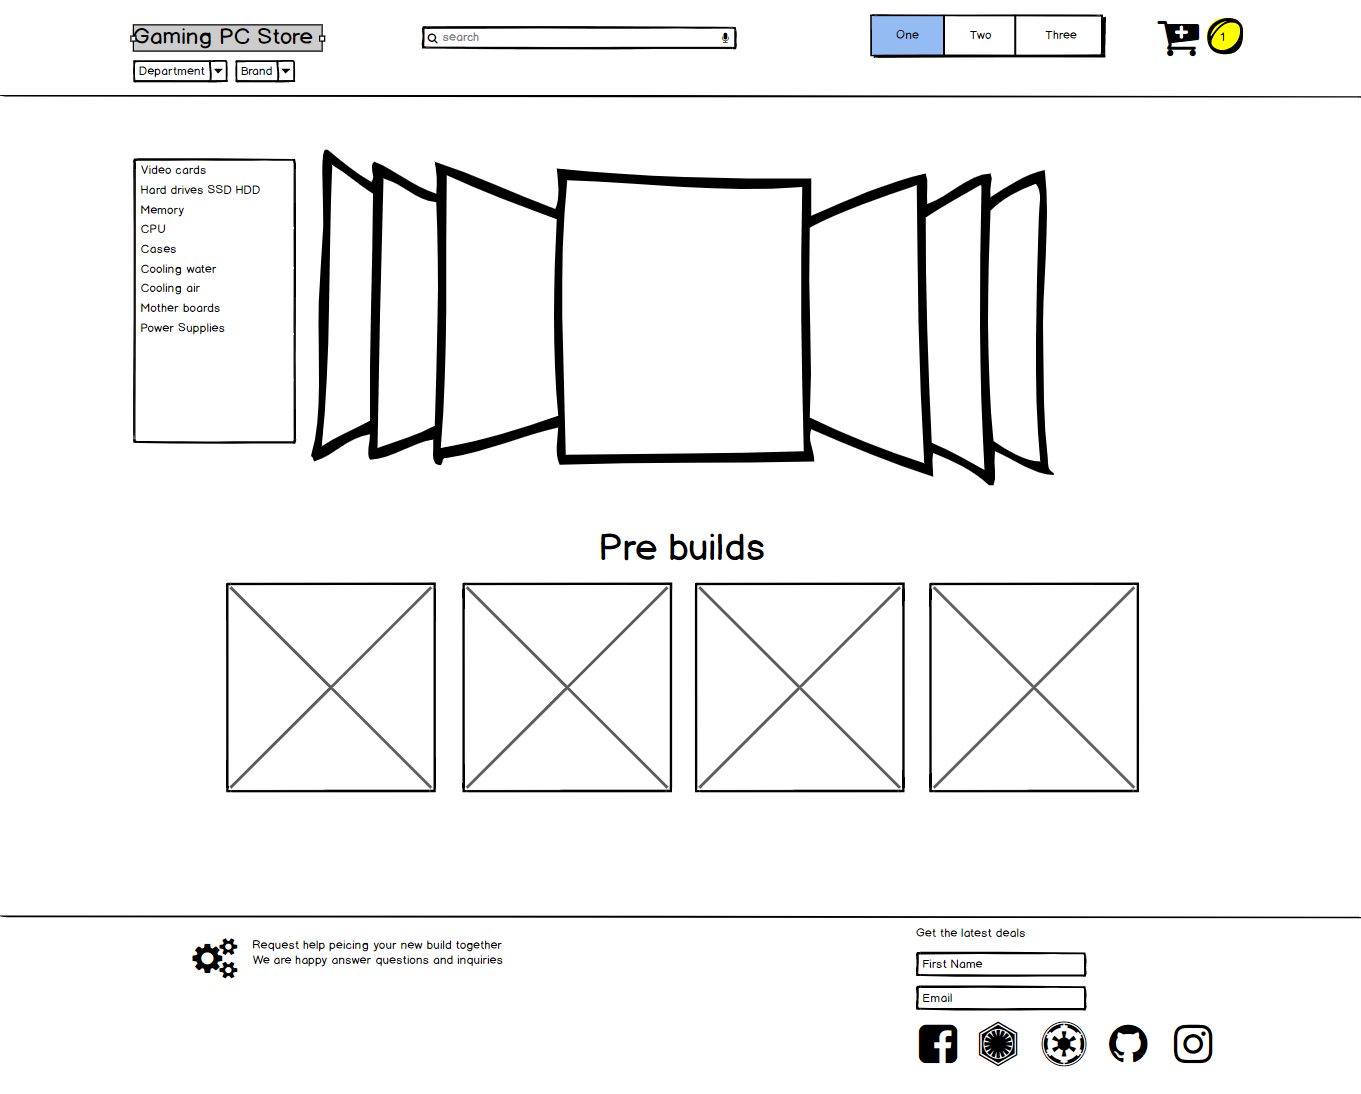 Gaming PC Store
search
One
Two
Three
1
Department
Brand
Video cards
Hard drives SSD HDD
Memory
CPU
Cases
Cooling water
Cooling air
Mother boards
Power Supplies
Pre builds
Request help peicing your new build together
We are happy answer questions and inquiries
Get the latest deals
First Name
Email